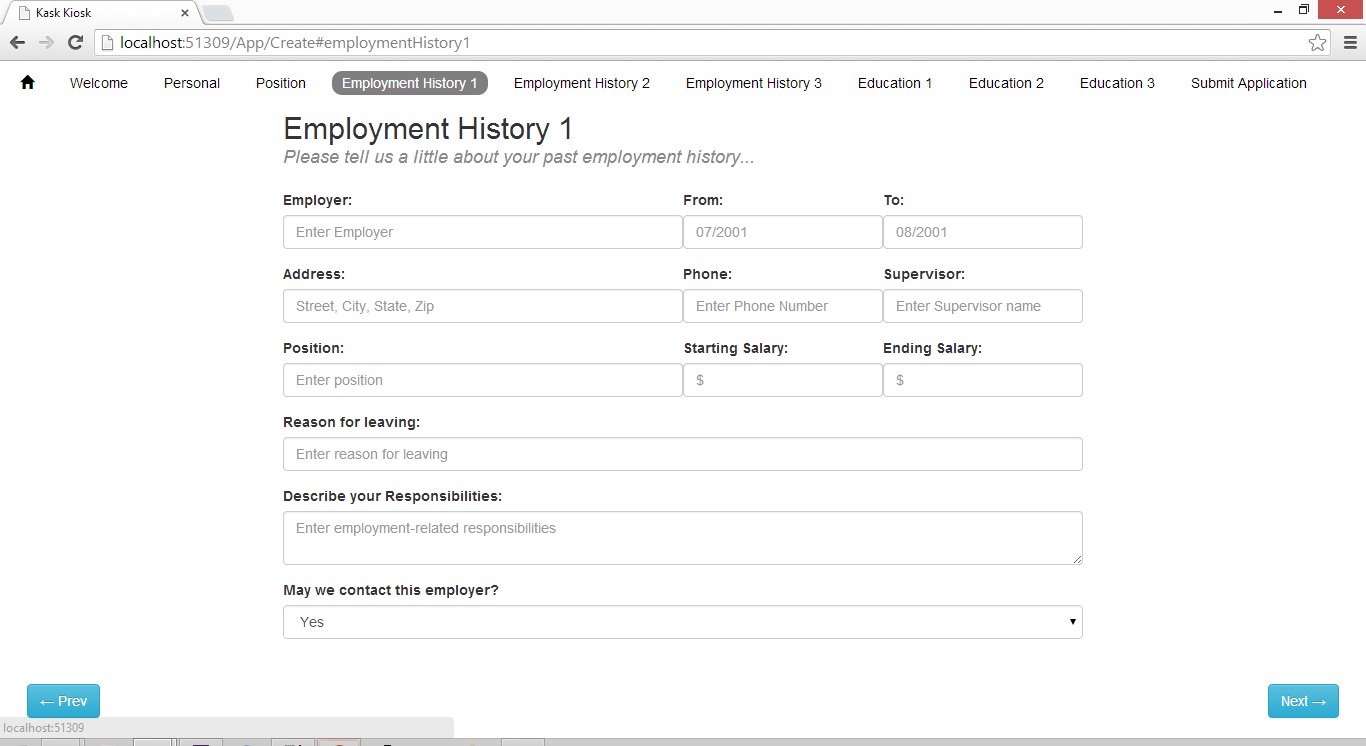 Kask Kiosk
localhost:51309/App/Create#employmentHistory1
Welcome Personal Position Employment History 1 Employment History 2 Employment History 3 Education 1 Education 2 Education 3 Submit Application
Employment History 1
Please tell us a little about your past employment history...
Employer: From: To:
Enter Employer 07/2001 08/2001
Address: Phone: Supervisor:
Street, City, State, Zip Enter Phone Number Enter Supervisor name
Position: Starting Salary: Ending Salary:
Enter position $ $
Reason for leaving:
Enter reason for leaving
Describe your Responsibilities:
Enter employment-related responsibilities
May we contact this employer?
Yes
← Prev Next →
localhost:51309